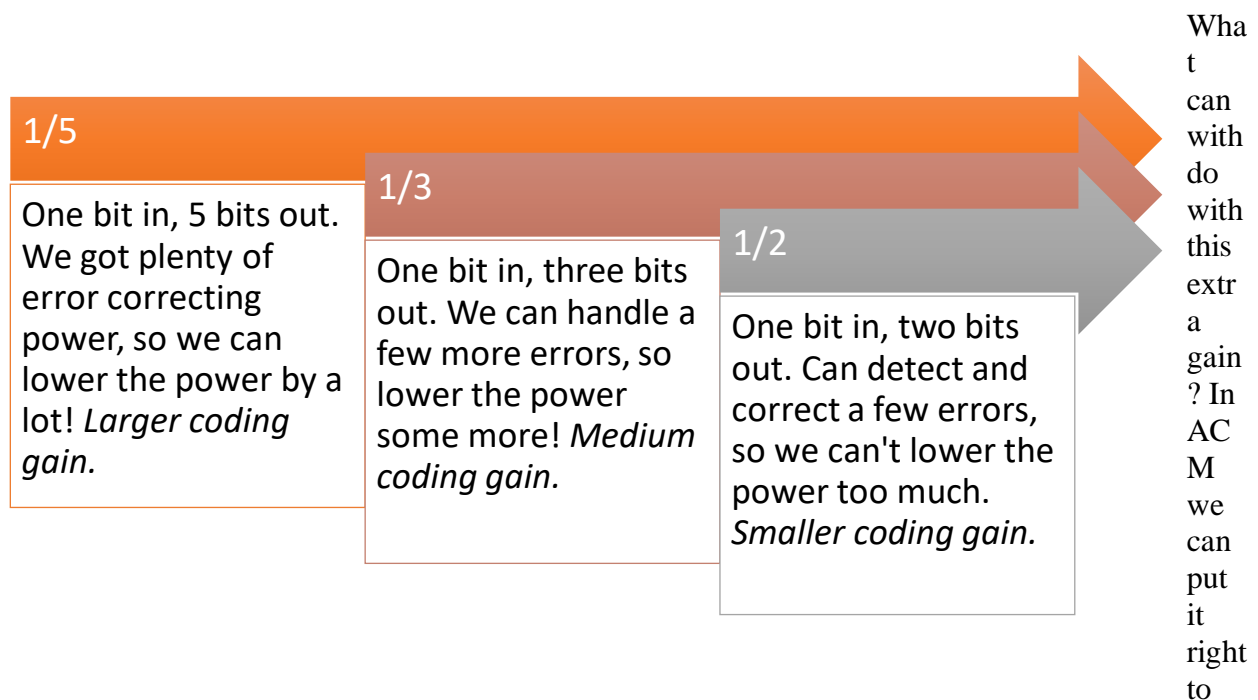 1/5
One bit in, 5 bits out.
We got plenty of
error correcting
power, so we can
lower the power by a
lot! Larger coding
gain.
1/3
One bit in, three bits
out. We can handle a
few more errors, so
lower the power
some more! Medium
coding gain.
1/2
One bit in, two bits
out. Can detect and
correct a few errors,
so we can't lower the
power too much.
Smaller coding gain.
Wha
t
can
with
do
with
this
extr
a
gain
? In
AC
M
we
can
put
it
right
to